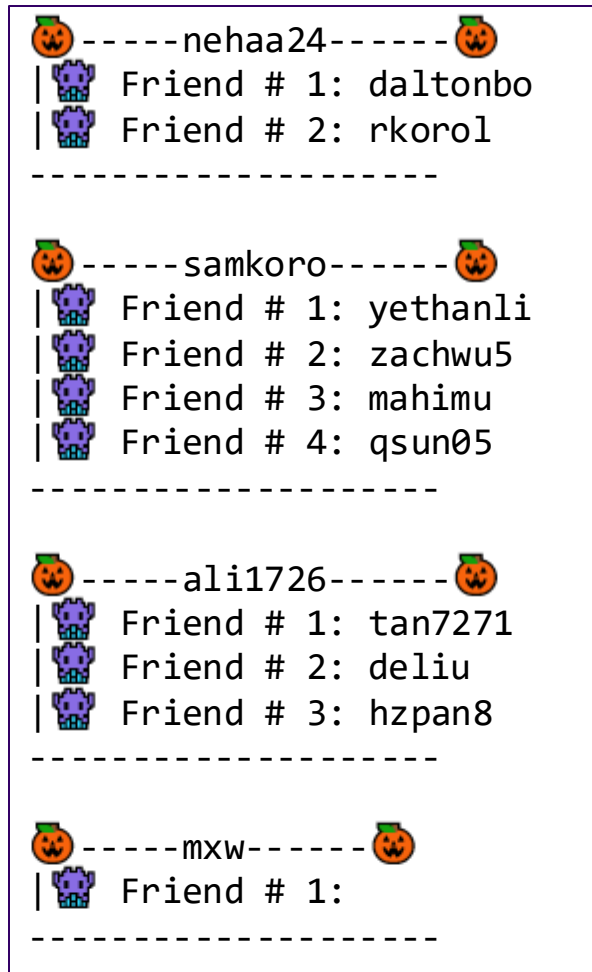 🎃-----nehaa24------🎃
|👾 Friend # 1: daltonbo
|👾 Friend # 2: rkorol
--------------------

🎃-----samkoro------🎃
|👾 Friend # 1: yethanli
|👾 Friend # 2: zachwu5
|👾 Friend # 3: mahimu
|👾 Friend # 4: qsun05
--------------------

🎃-----ali1726------🎃
|👾 Friend # 1: tan7271
|👾 Friend # 2: deliu
|👾 Friend # 3: hzpan8
--------------------

🎃-----mxw------🎃
|👾 Friend # 1:
--------------------